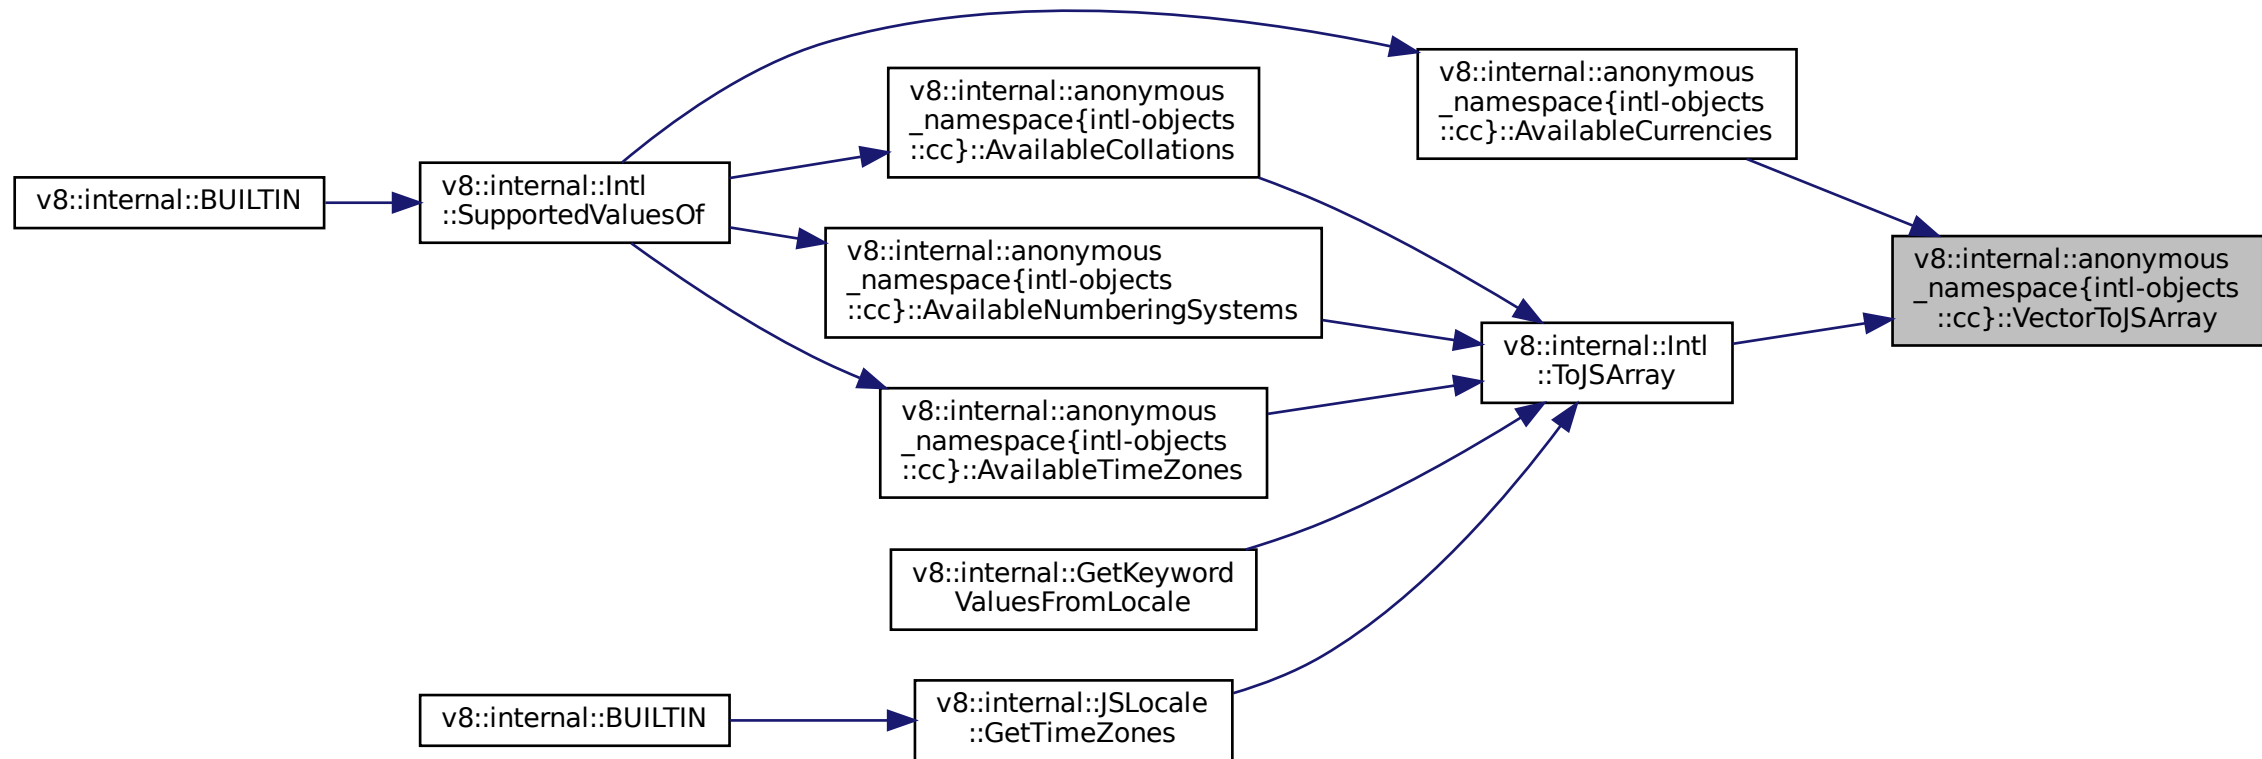 v8::internal::BUILTIN
v8::internal::Intl
::SupportedValuesOf
v8::internal::anonymous
_namespace{intl-objects
::cc}::AvailableCollations
v8::internal::anonymous
_namespace{intl-objects
::cc}::AvailableNumberingSystems
v8::internal::anonymous
_namespace{intl-objects
::cc}::AvailableTimeZones
v8::internal::GetKeyword
ValuesFromLocale
v8::internal::BUILTIN
v8::internal::JSLocale
::GetTimeZones
v8::internal::anonymous
_namespace{intl-objects
::cc}::AvailableCurrencies
v8::internal::Intl
::ToJSArray
v8::internal::anonymous
_namespace{intl-objects
::cc}::VectorToJSArray